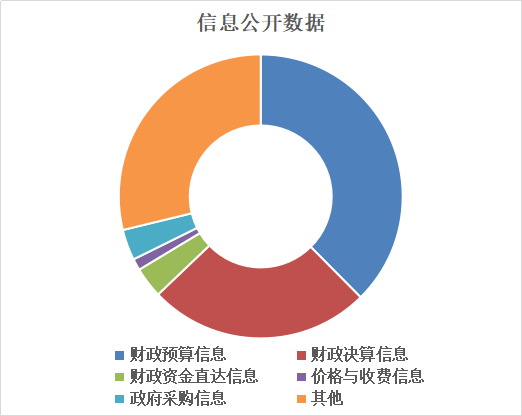 信息公开数据
财政预算信息 财政决算信息
财政资金直达信息 价格与收费信息
政府采购信息 其他